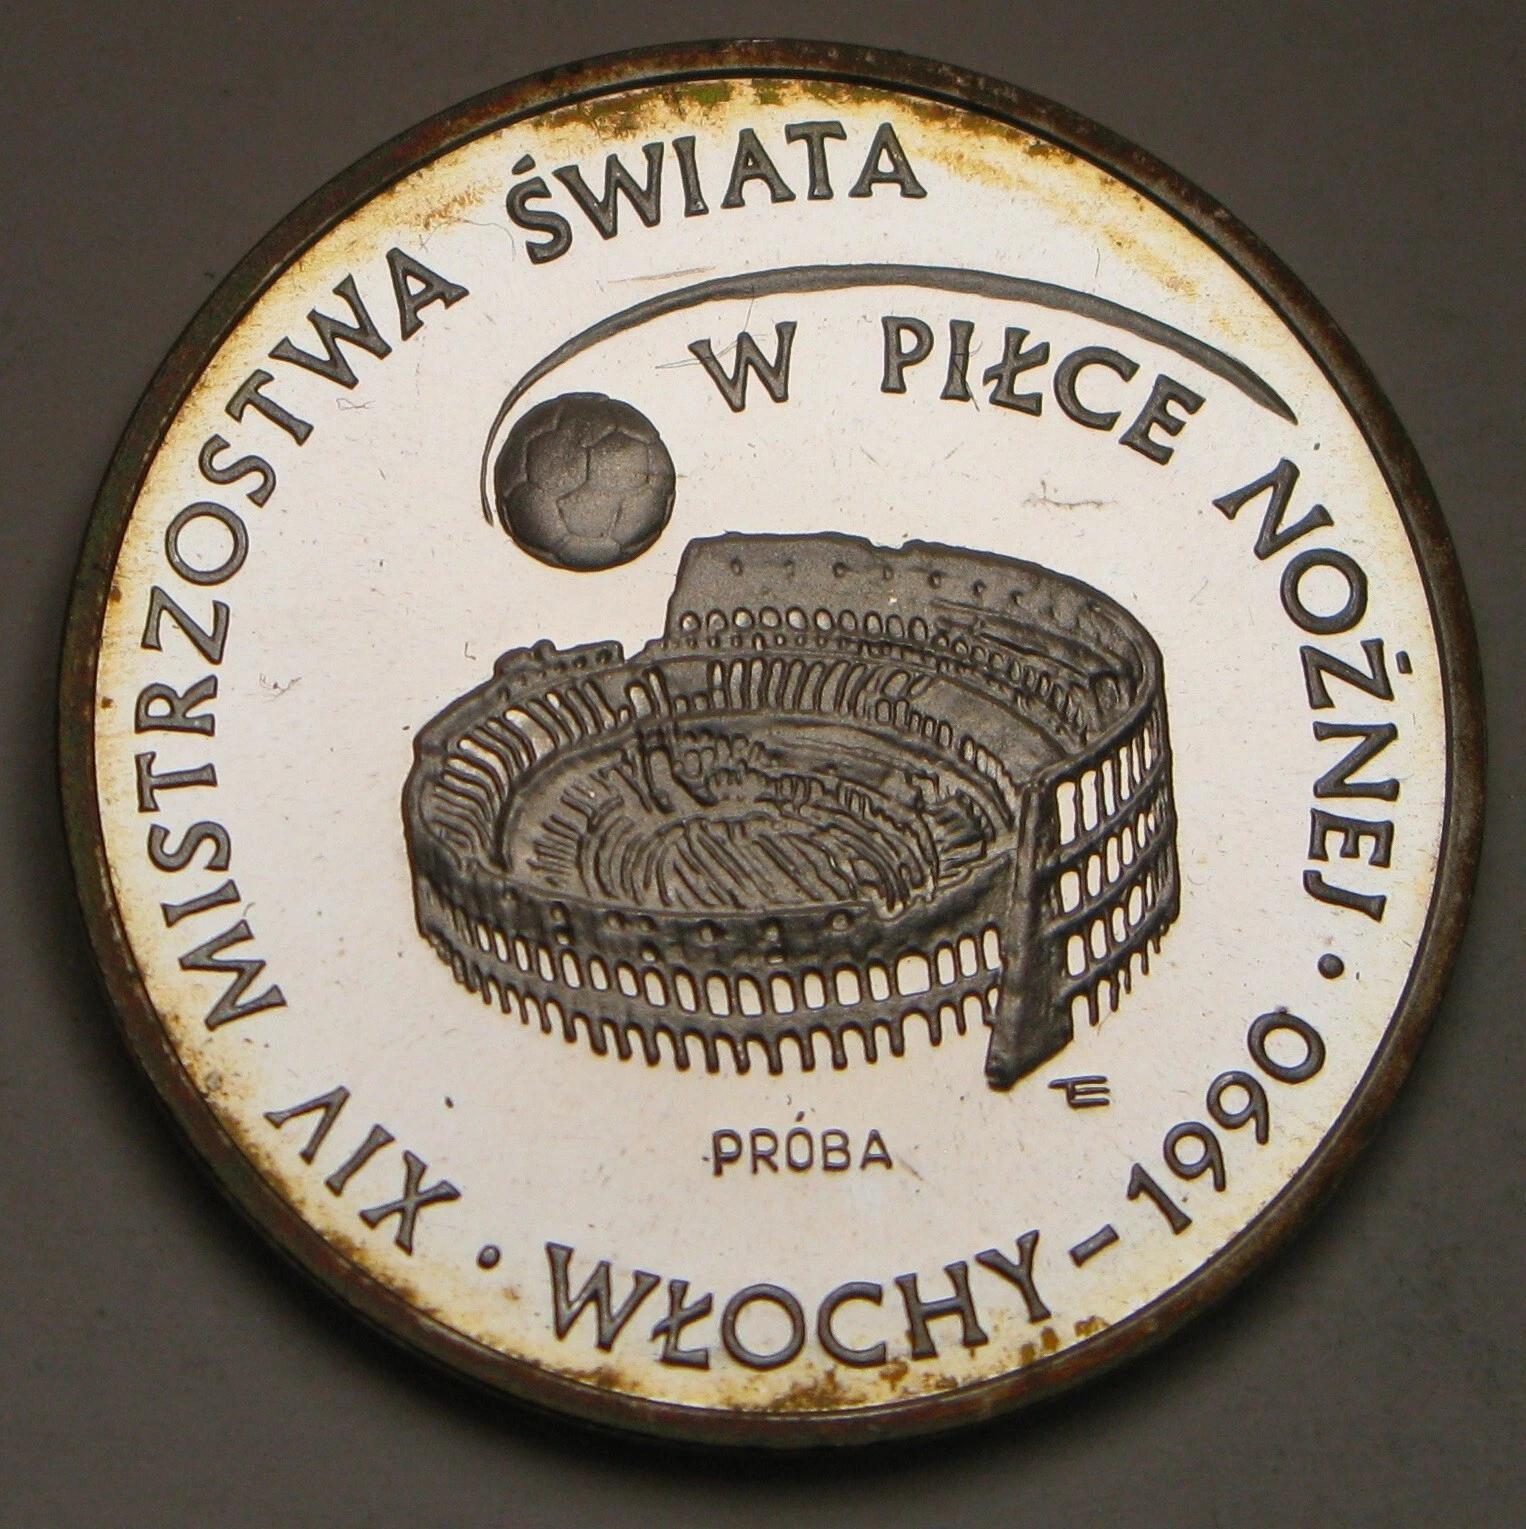 XIV MISTRZOSTWA ŚWIATA
W PIŁCE NOŻNEJ •
WŁOCHY - 1990 •
PRÓBA